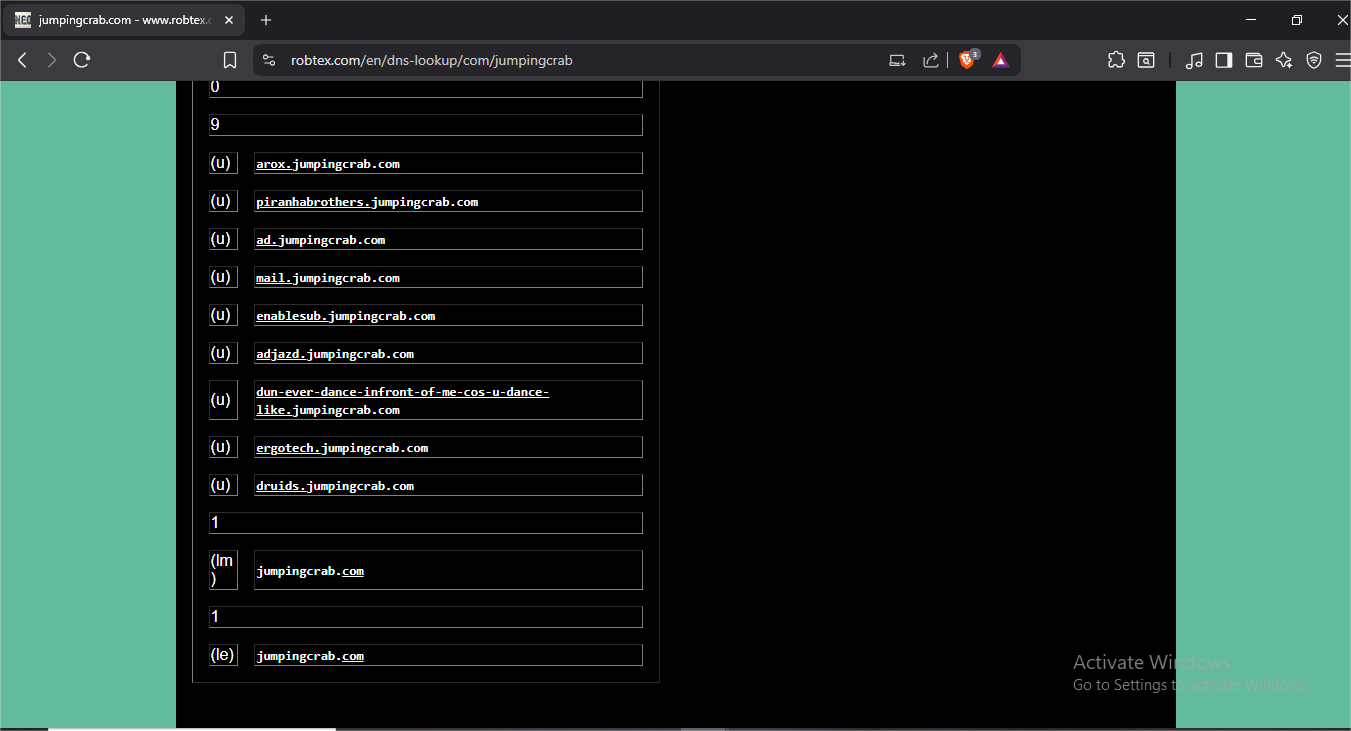 jumpingcrab.com - www.robtex.c
robtex.com/en/dns-lookup/com/jumpingcrab
3
0
9
(u) arox.jumpingcrab.com
(u) piranhabrothers.jumpingcrab.com
(u) ad.jumpingcrab.com
(u) mail.jumpingcrab.com
(u) enablesub.jumpingcrab.com
(u) adjazd.jumpingcrab.com
(u) dun-ever-dance-infront-of-me-cos-u-dance-
like.jumpingcrab.com
(u) ergotech.jumpingcrab.com
(u) druids.jumpingcrab.com
1
(lm
) jumpingcrab.com
1
(le) jumpingcrab.com
Activate Windows
Go to Settings to activate Windows.